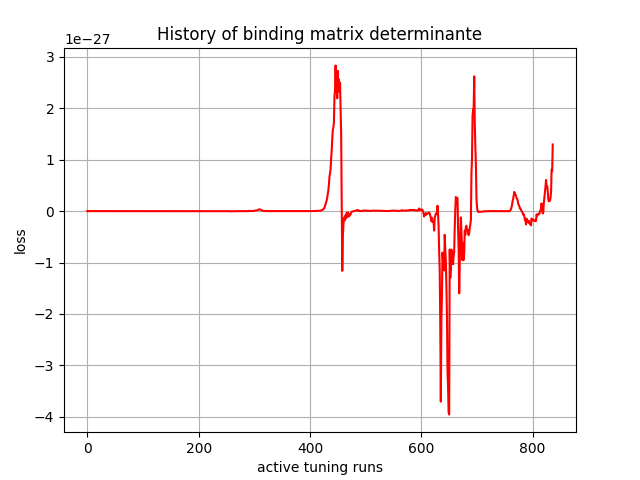 History of binding matrix determinante
1e−27
3
2
1
0
−1
−2
−3
−4
loss
0 200 400 600 800
active tuning runs